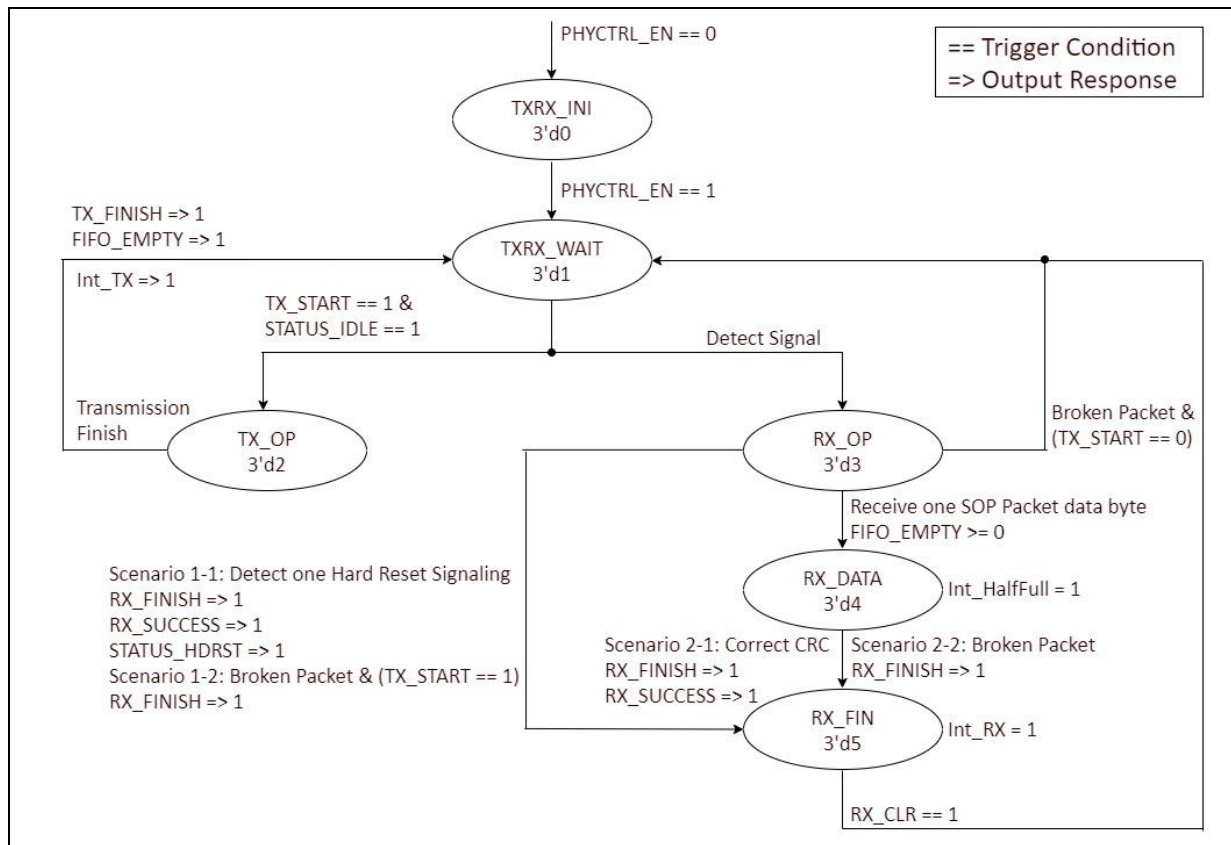 PHYCTRL_EN == 0
== Trigger Condition
=> Output Response
TXRX_INI
3'd0
PHYCTRL_EN == 1
TX_FINISH => 1
FIFO_EMPTY => 1
Int_TX => 1
TXRX_WAIT
3'd1
TX_START == 1 &
STATUS_IDLE == 1
Detect Signal
Transmission
Finish
TX_OP
3'd2
RX_OP
3'd3
Broken Packet &
(TX_START == 0)
Receive one SOP Packet data byte
FIFO_EMPTY >= 0
RX_DATA
3'd4
Int_HalfFull = 1
Scenario 1-1: Detect one Hard Reset Signaling
RX_FINISH => 1
RX_SUCCESS => 1
STATUS_HDRST => 1
Scenario 1-2: Broken Packet & (TX_START == 1)
RX_FINISH => 1
Scenario 2-1: Correct CRC
RX_FINISH => 1
RX_SUCCESS => 1
Scenario 2-2: Broken Packet
RX_FINISH => 1
RX_FIN
3'd5
Int_RX = 1
RX_CLR == 1